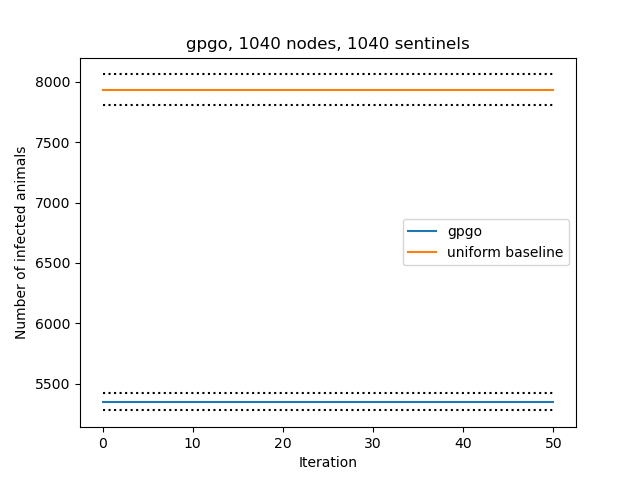 gpgo, 1040 nodes, 1040 sentinels
8000
7500
7000
6500
6000
5500
Number of infected animals
gpgo
uniform baseline
0 10 20 30 40 50
Iteration